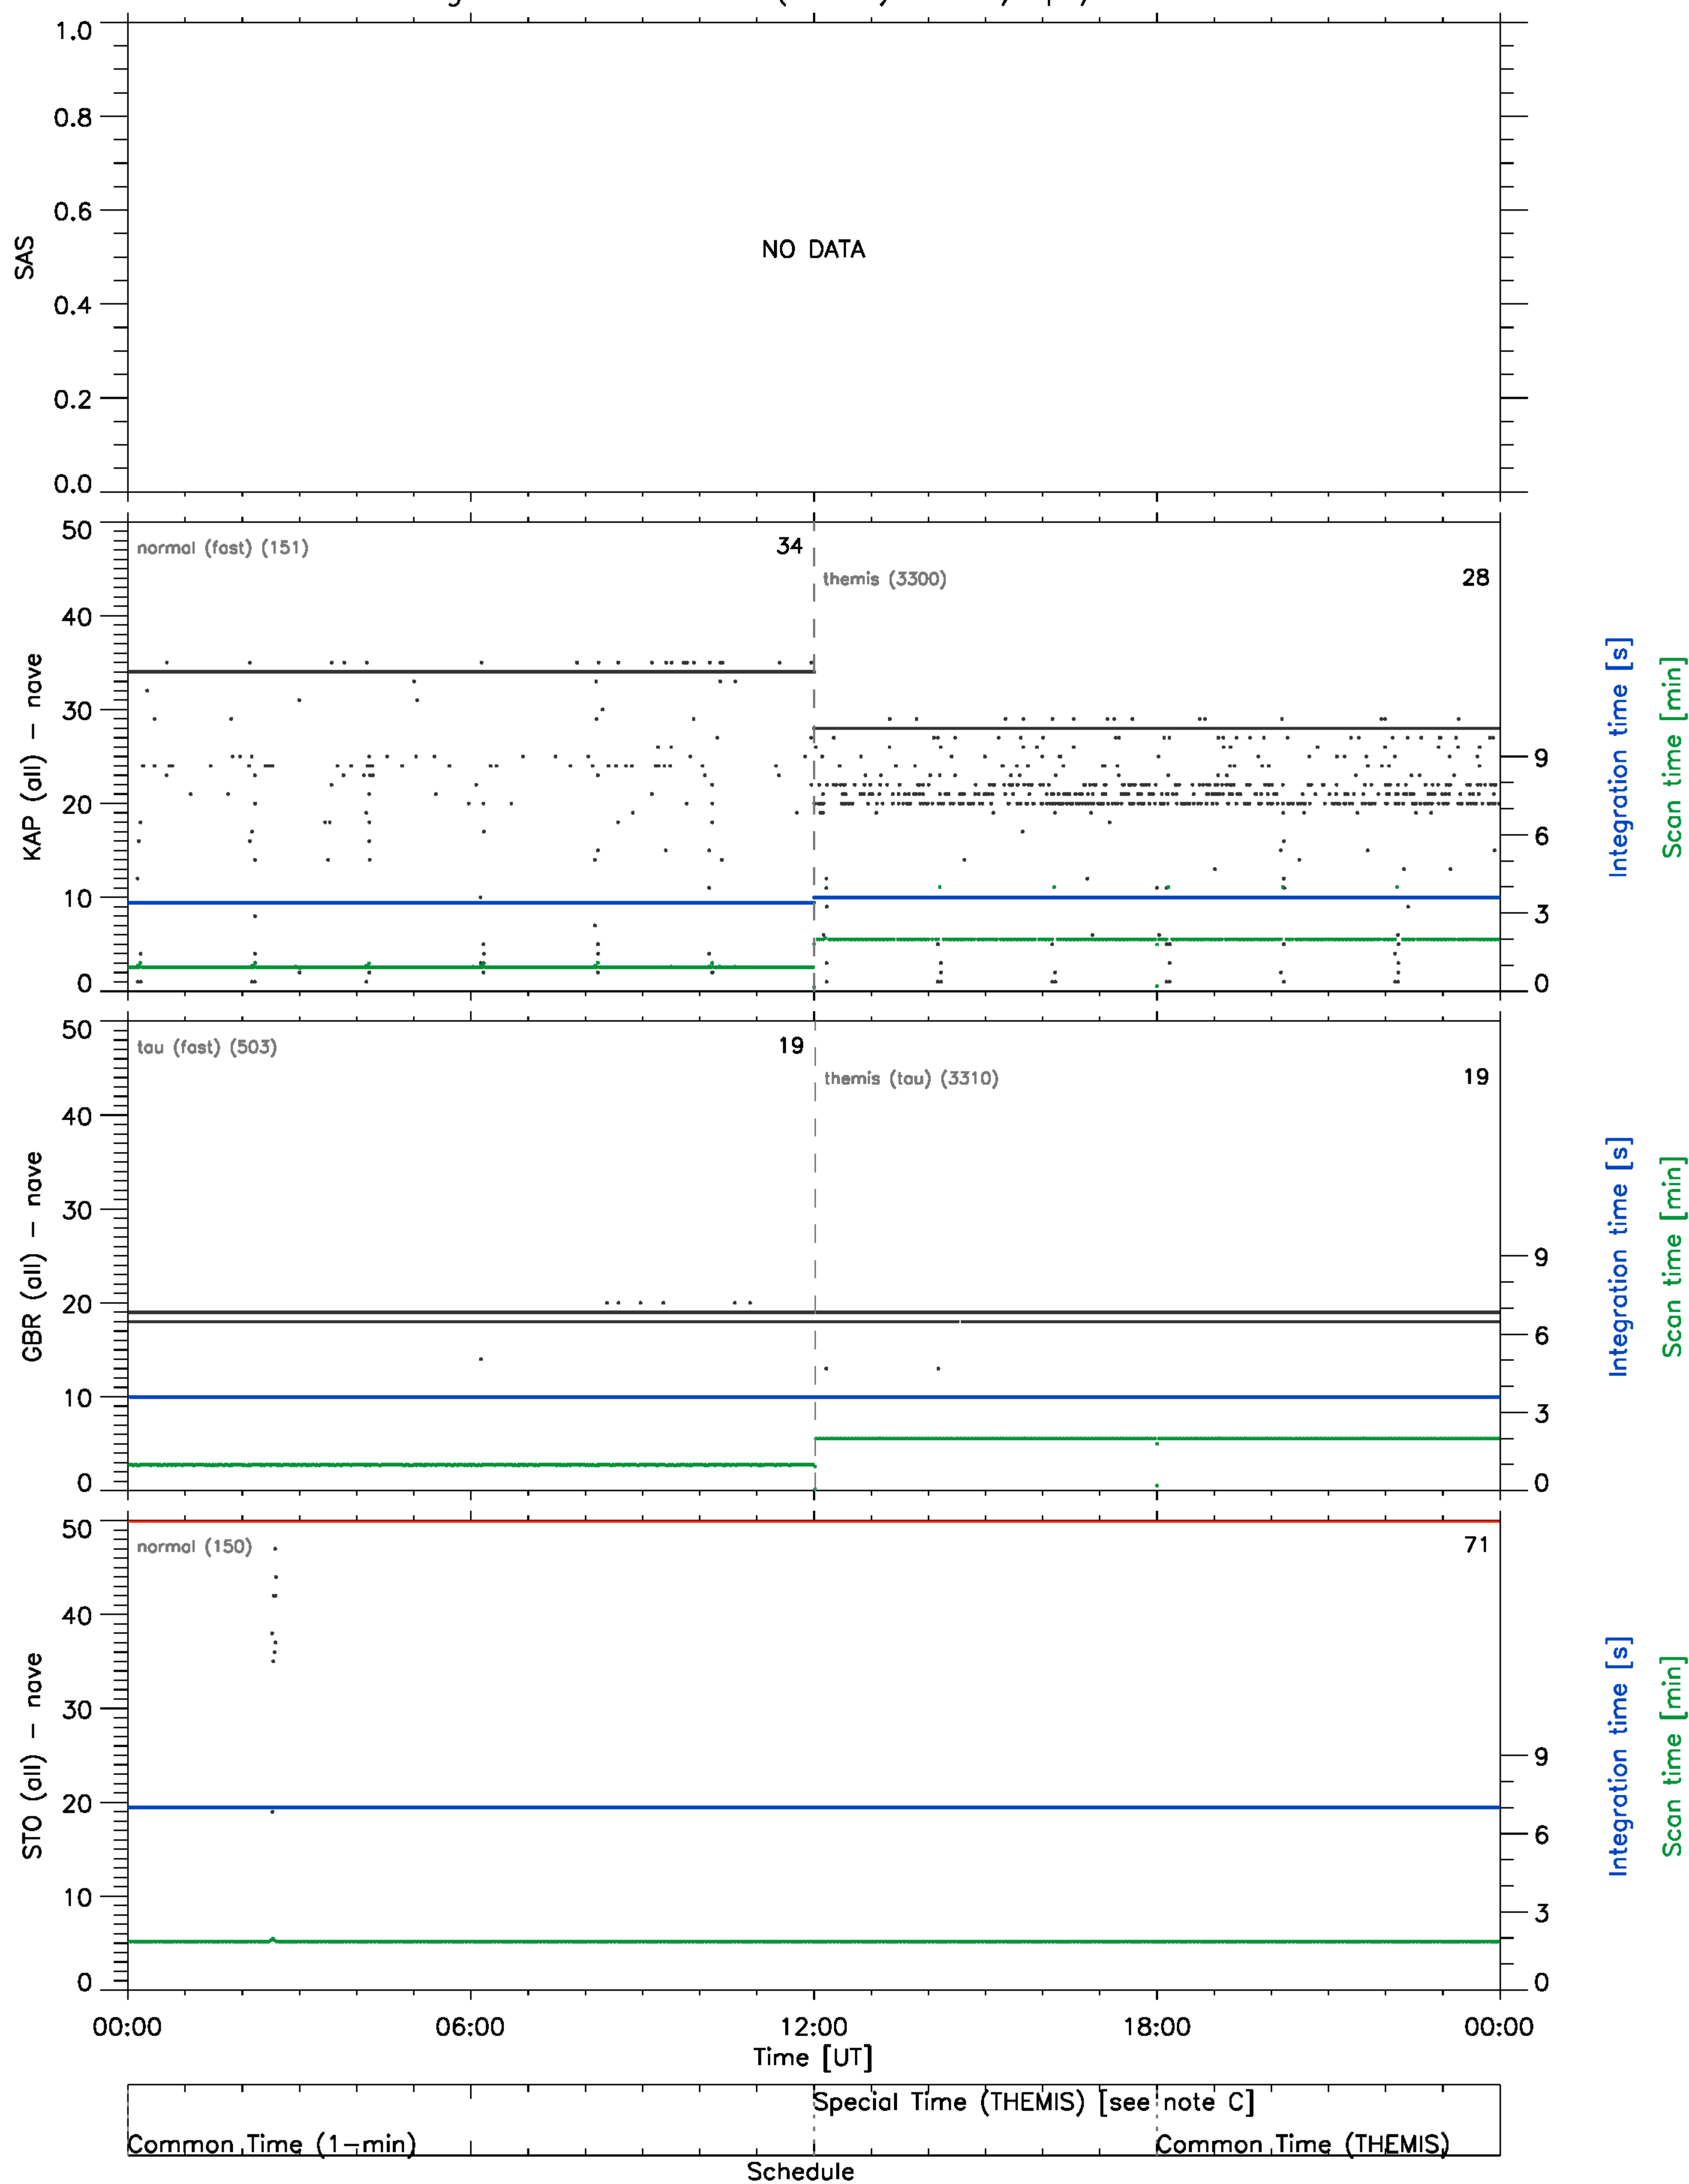 1.0
0.8
0.6
0.4
0.2
0.0
SAS
NO DATA
50
40
30
20
10
0
KAP (all) – nave
normal (fast) (151)
34
themis (3300)
28
9
6
3
0
Integration time [s]
Scan time [min]
50
40
30
20
10
0
GBR (all) – nave
tau (fast) (503)
19
themis (tau) (3310)
19
9
6
3
0
Integration time [s]
Scan time [min]
50
40
30
20
10
0
STO (all) – nave
normal (150)
71
9
6
3
0
Integration time [s]
Scan time [min]
00:00
06:00
12:00
18:00
00:00
Time [UT]
Special Time (THEMIS) [see note C]
Common Time (1-min)
Common Time (THEMIS)
Schedule